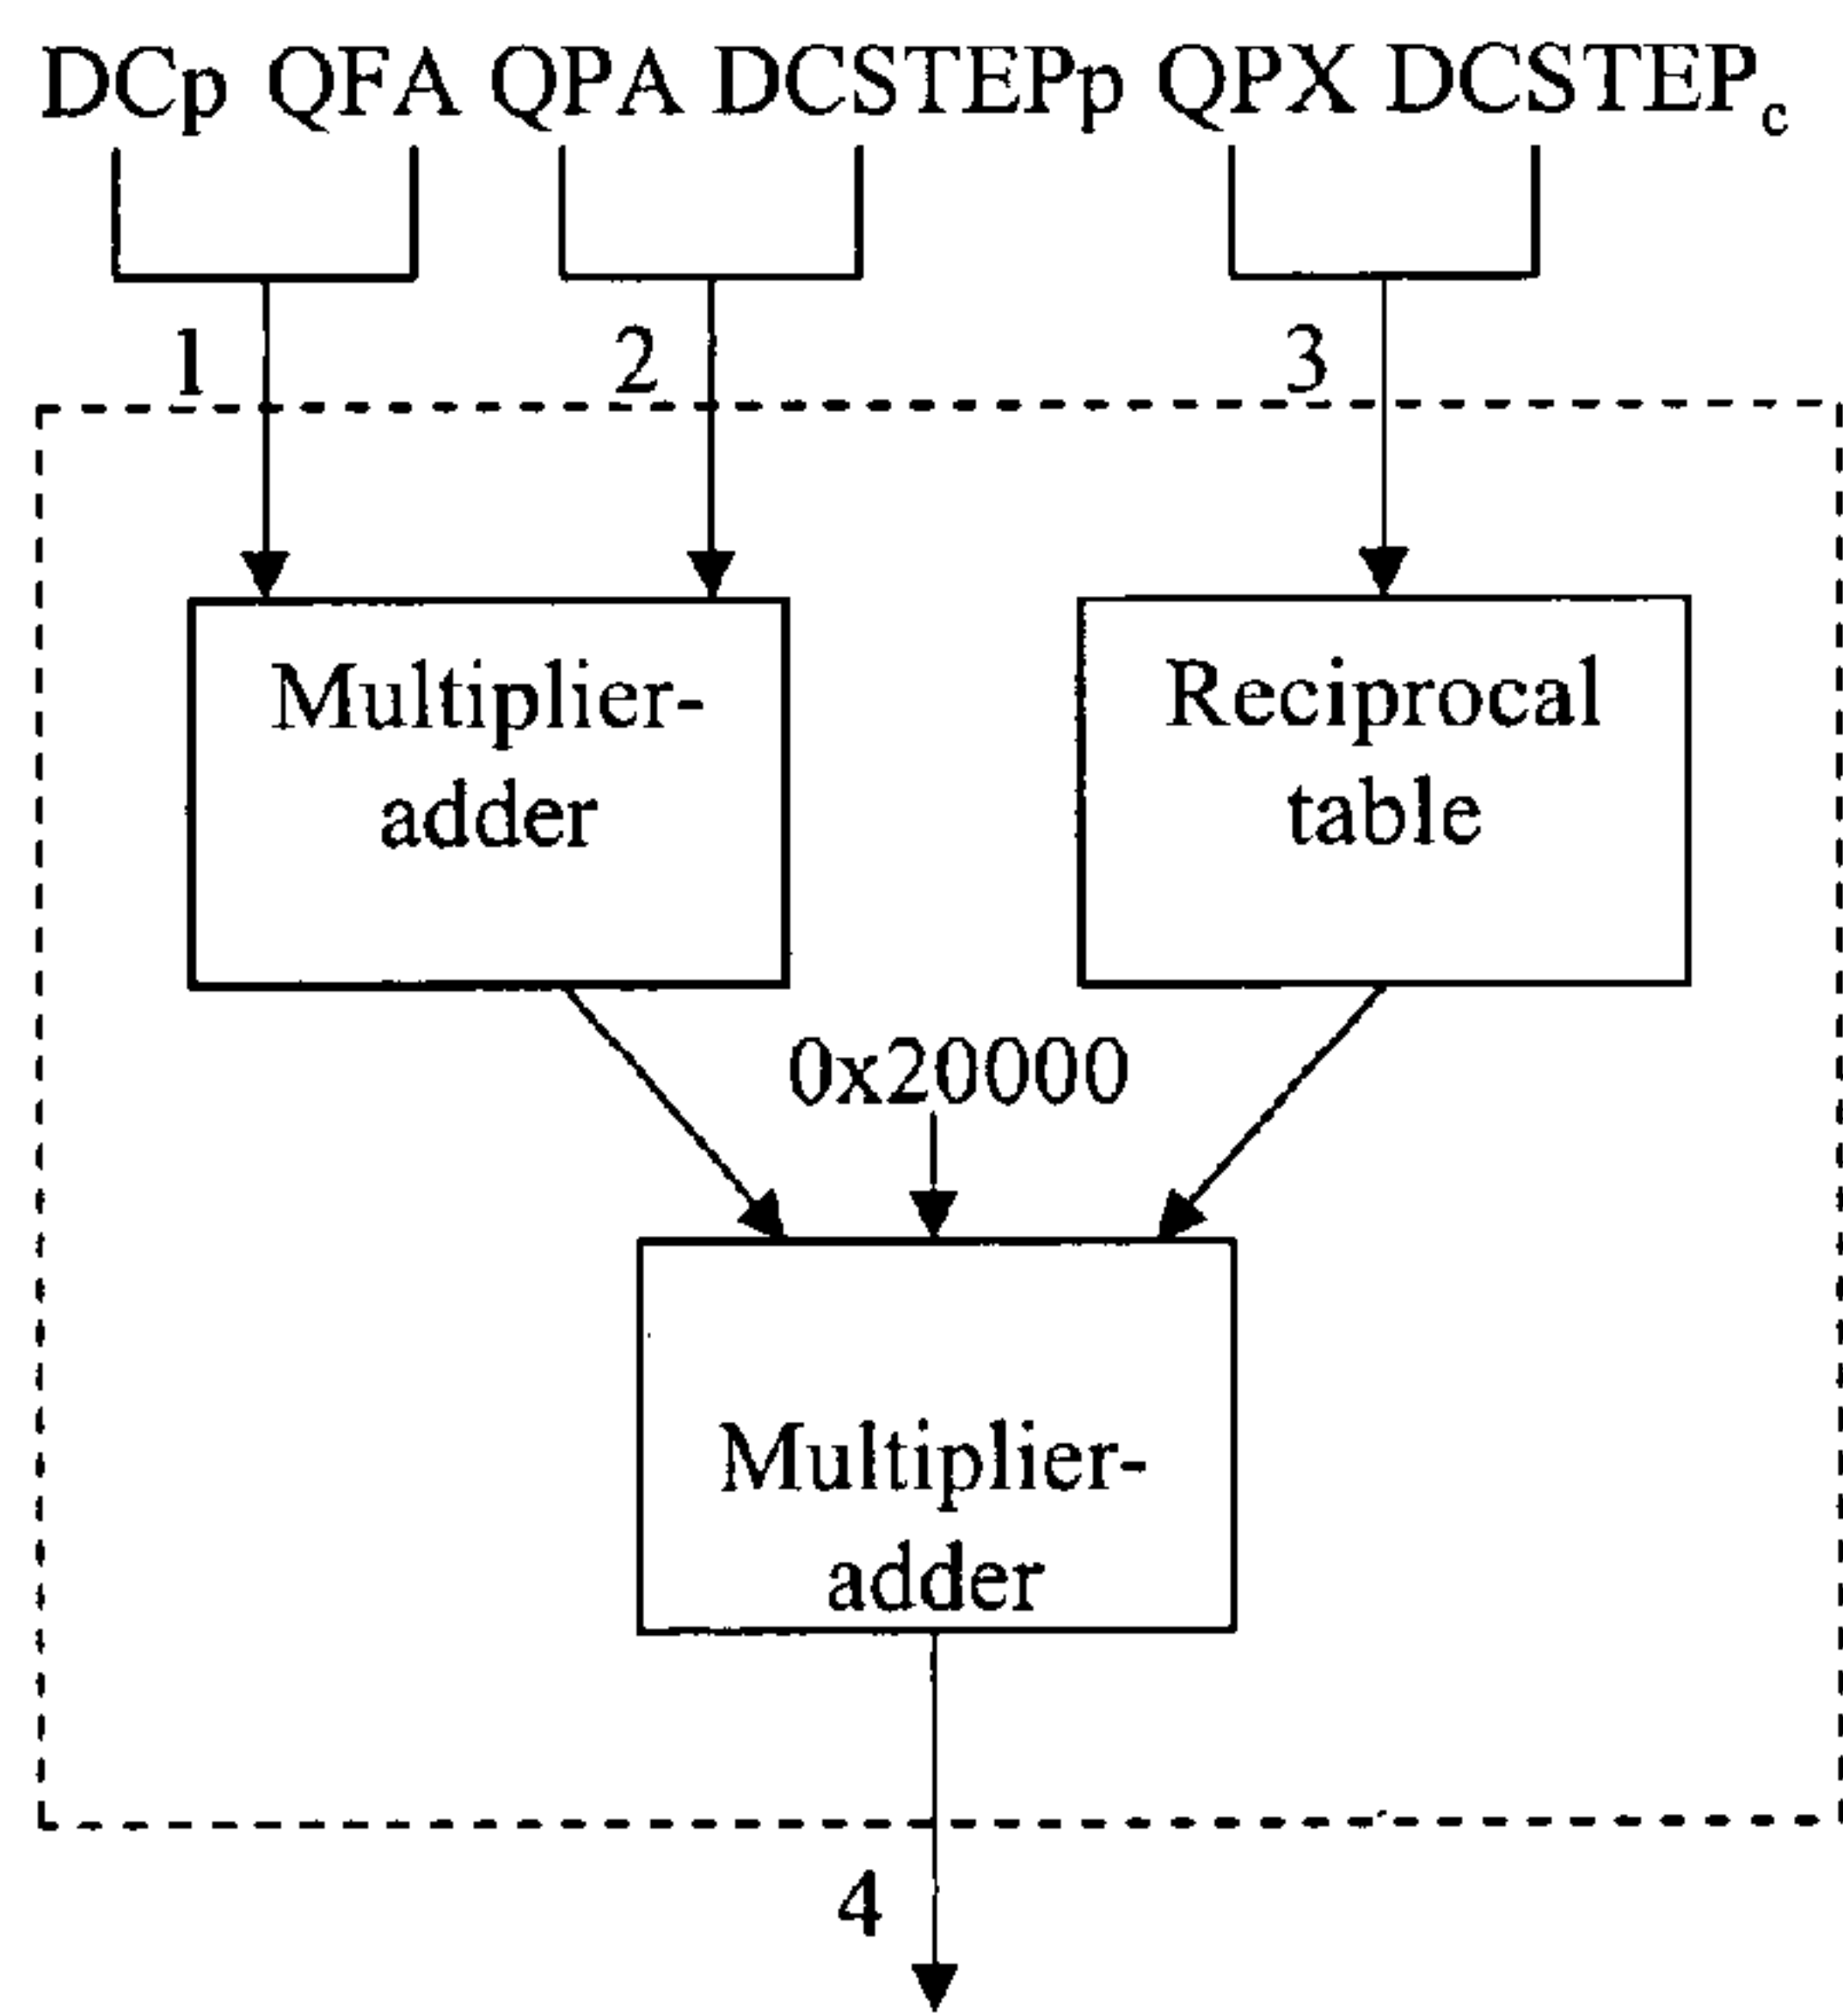 DCp QFA QPA DCSTEPp QPX DCSTEPc
1 2 3
Multiplier-
adder
Reciprocal
table
0x20000
Multiplier-
adder
4